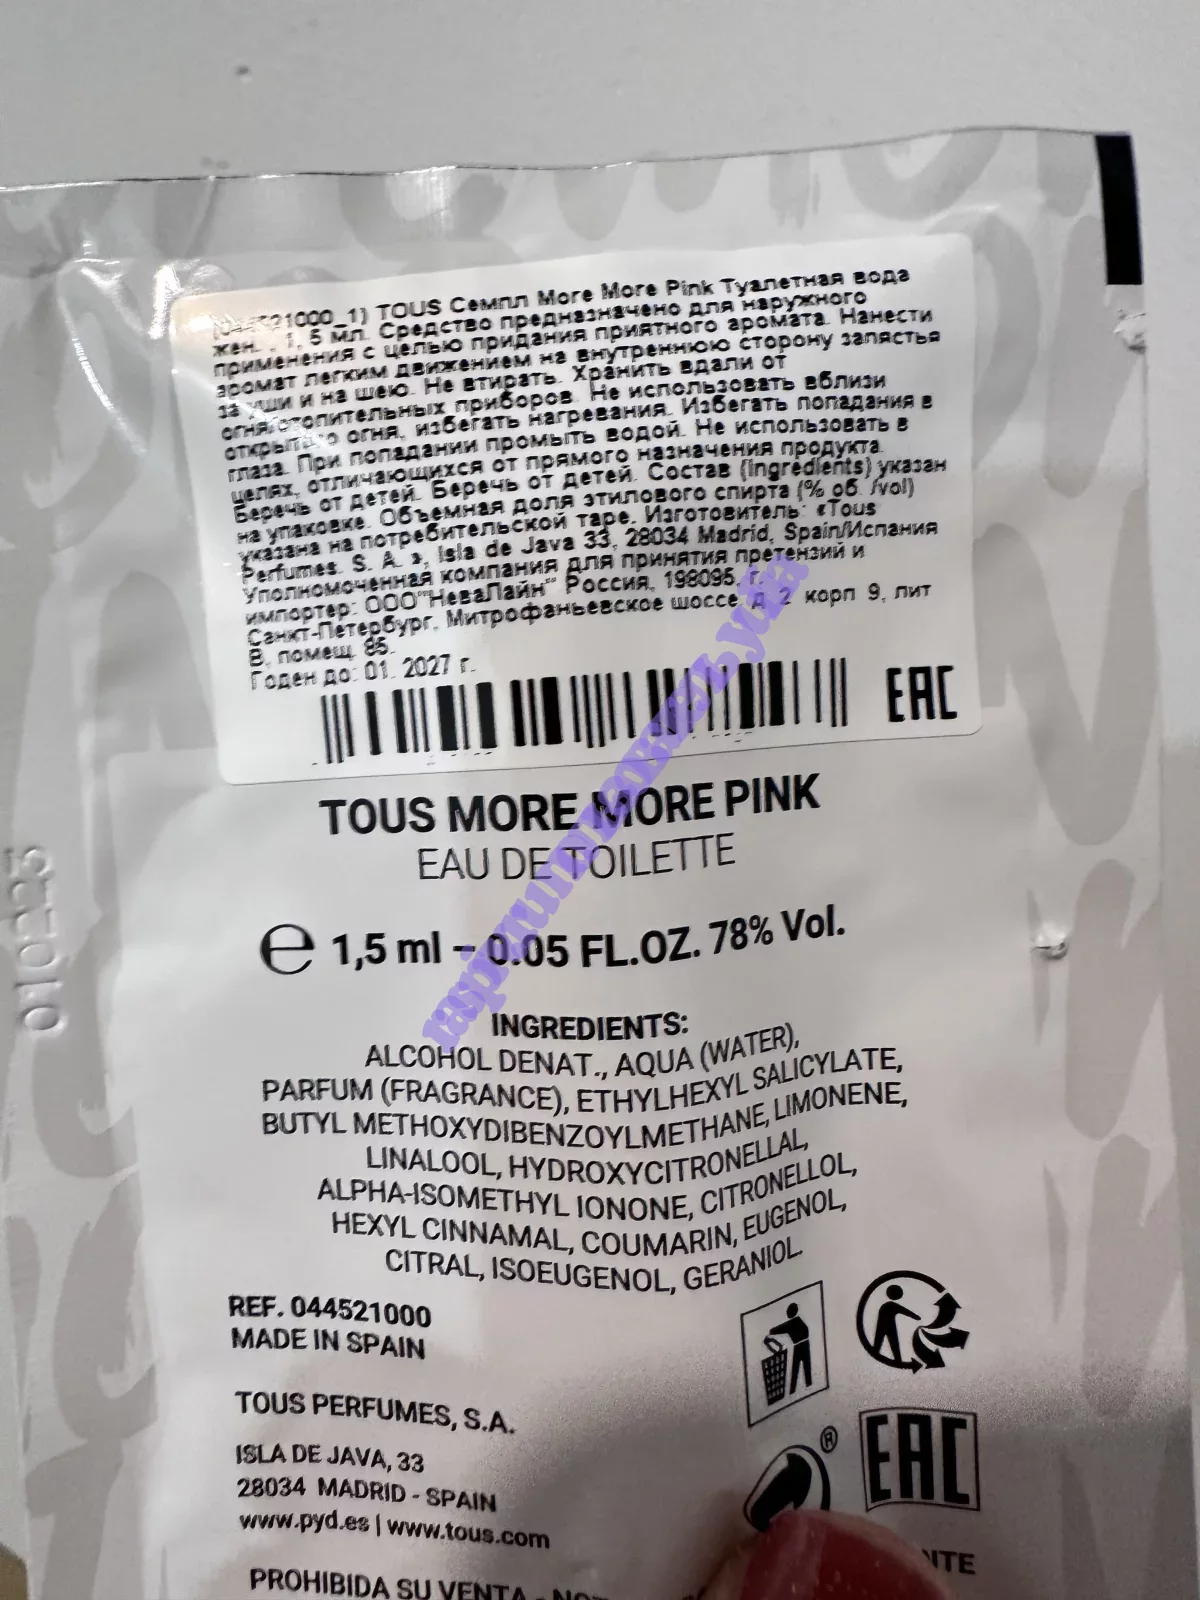 (044521000_1) TOUS Семпл More More Pink Туалетная вода
жен. , 1, 5 мл. Средство предназначено для наружного
применения с целью придания приятного аромата. Нанести
аромат легким движением на внутреннюю сторону запястья
за уши и на шею. Не втирать. Хранить вдали от
огня/отопительных приборов. Не использовать вблизи
открытого огня, избегать нагревания. Избегать попадания в
глаза. При попадании промыть водой. Не использовать в
целях, отличающихся от прямого назначения продукта.
Беречь от детей. Беречь от детей. Состав (Ingredients) указан
на упаковке. Объемная доля этилового спирта (% об. /vol)
указана на потребительской таре. Изготовитель: «Tous
Perfumes. S. A. », Isla de Java 33, 28034 Madrid, Spain/Испания
Уполномоченная компания для принятия претензий и
импортер: ООО"НеваЛайн" Россия, 198095, г.
Санкт-Петербург, Митрофаньевское шоссе д. 2 корп 9, лит
В, помещ. 85.
Годен до: 01. 2027 г.
EAC
TOUS MORE MORE PINK
EAU DE TOILETTE
e 1,5 ml – 0.05 FL.OZ. 78% Vol.
INGREDIENTS:
ALCOHOL DENAT., AQUA (WATER),
PARFUM (FRAGRANCE), ETHYLHEXYL SALICYLATE,
BUTYL METHOXYDIBENZOYLMETHANE, LIMONENE,
LINALOOL, HYDROXYCITRONELLAL,
ALPHA-ISOMETHYL IONONE, CITRONELLOL,
HEXYL CINNAMAL, COUMARIN, EUGENOL,
CITRAL, ISOEUGENOL, GERANIOL.
REF. 044521000
MADE IN SPAIN
TOUS PERFUMES, S.A.
ISLA DE JAVA, 33
28034 MADRID - SPAIN
www.pyd.es | www.tous.com
®
EAC
PROHIBIDA SU VENTA -
010223